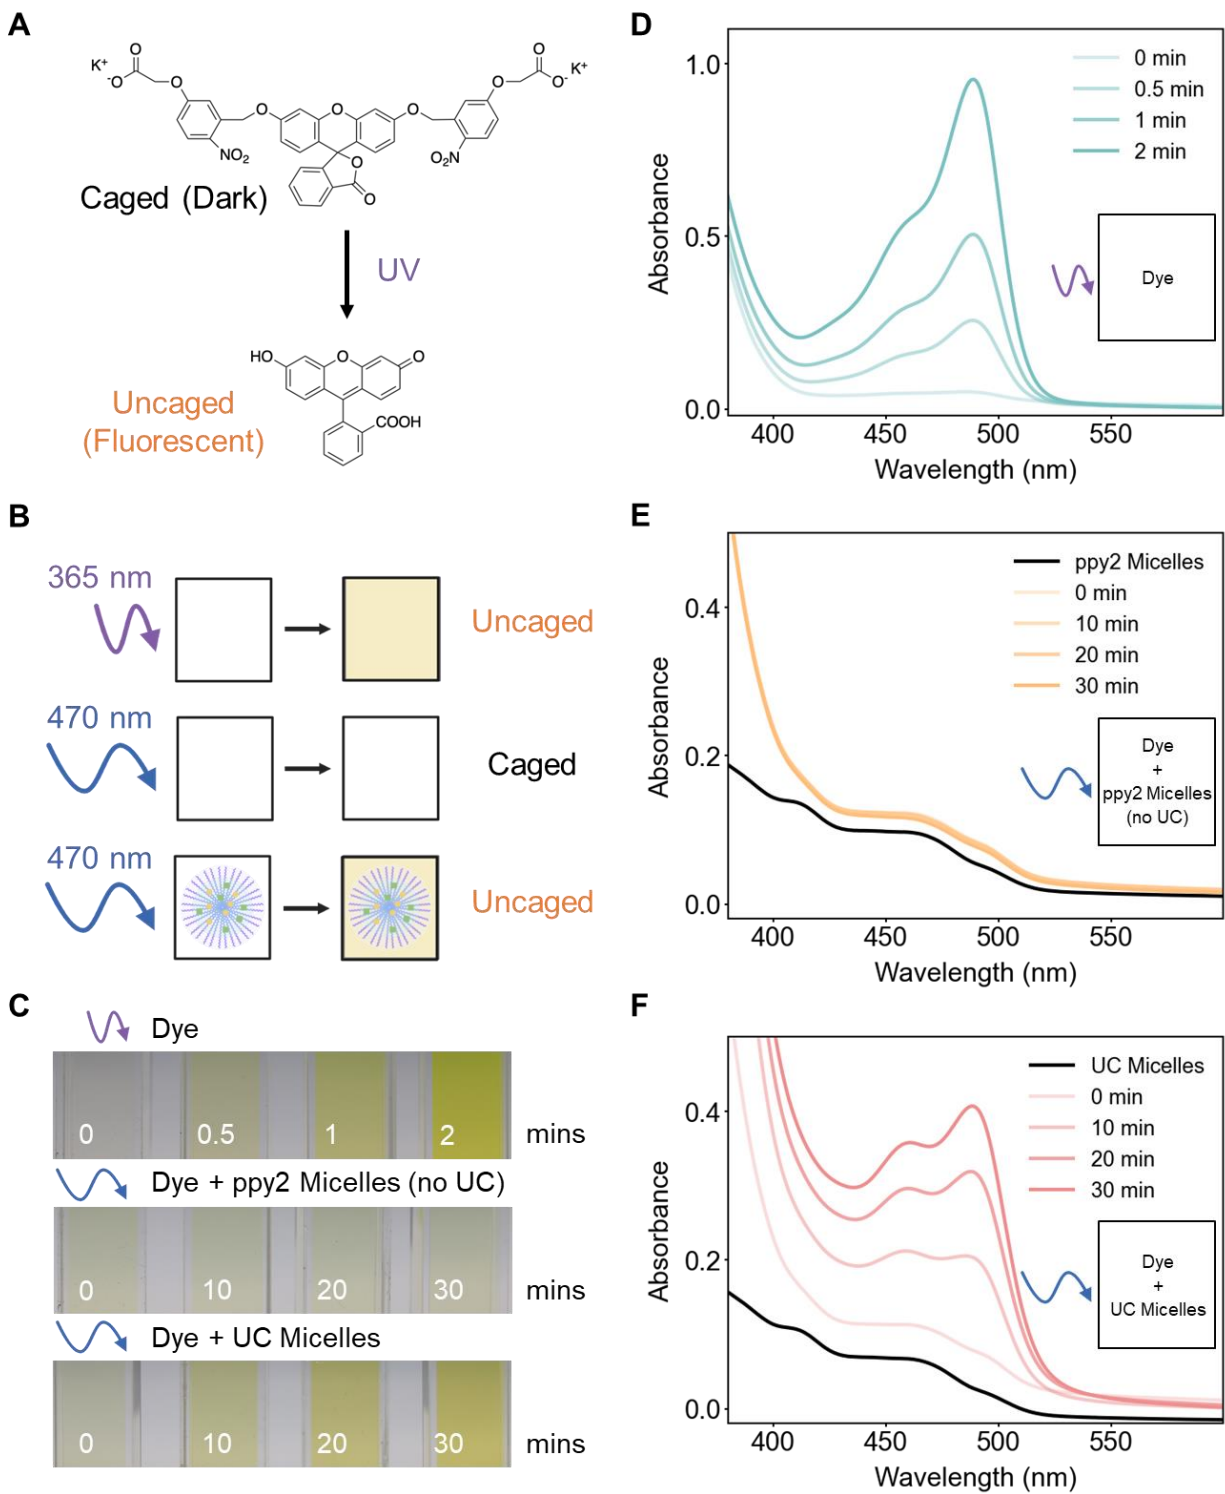 A
O
K⁺
⁻O
O
O
O
O
NO₂
O
O
O
O
O⁻
K⁺
O₂N
Caged (Dark)
UV
HO
O
O
COOH
Uncaged
(Fluorescent)
B
365 nm
Uncaged
470 nm
Caged
470 nm
Uncaged
C
Dye
0
0.5
1
2
mins
Dye + ppy2 Micelles (no UC)
0
10
20
30
mins
Dye + UC Micelles
0
10
20
30
mins
D
1.0
0.5
0.0
Absorbance
0 min
0.5 min
1 min
2 min
Dye
400
450
500
550
Wavelength (nm)
E
0.4
0.2
0.0
Absorbance
ppy2 Micelles
0 min
10 min
20 min
30 min
Dye
+
ppy2 Micelles
(no UC)
400
450
500
550
Wavelength (nm)
F
0.4
0.2
0.0
Absorbance
UC Micelles
0 min
10 min
20 min
30 min
Dye
+
UC Micelles
400
450
500
550
Wavelength (nm)